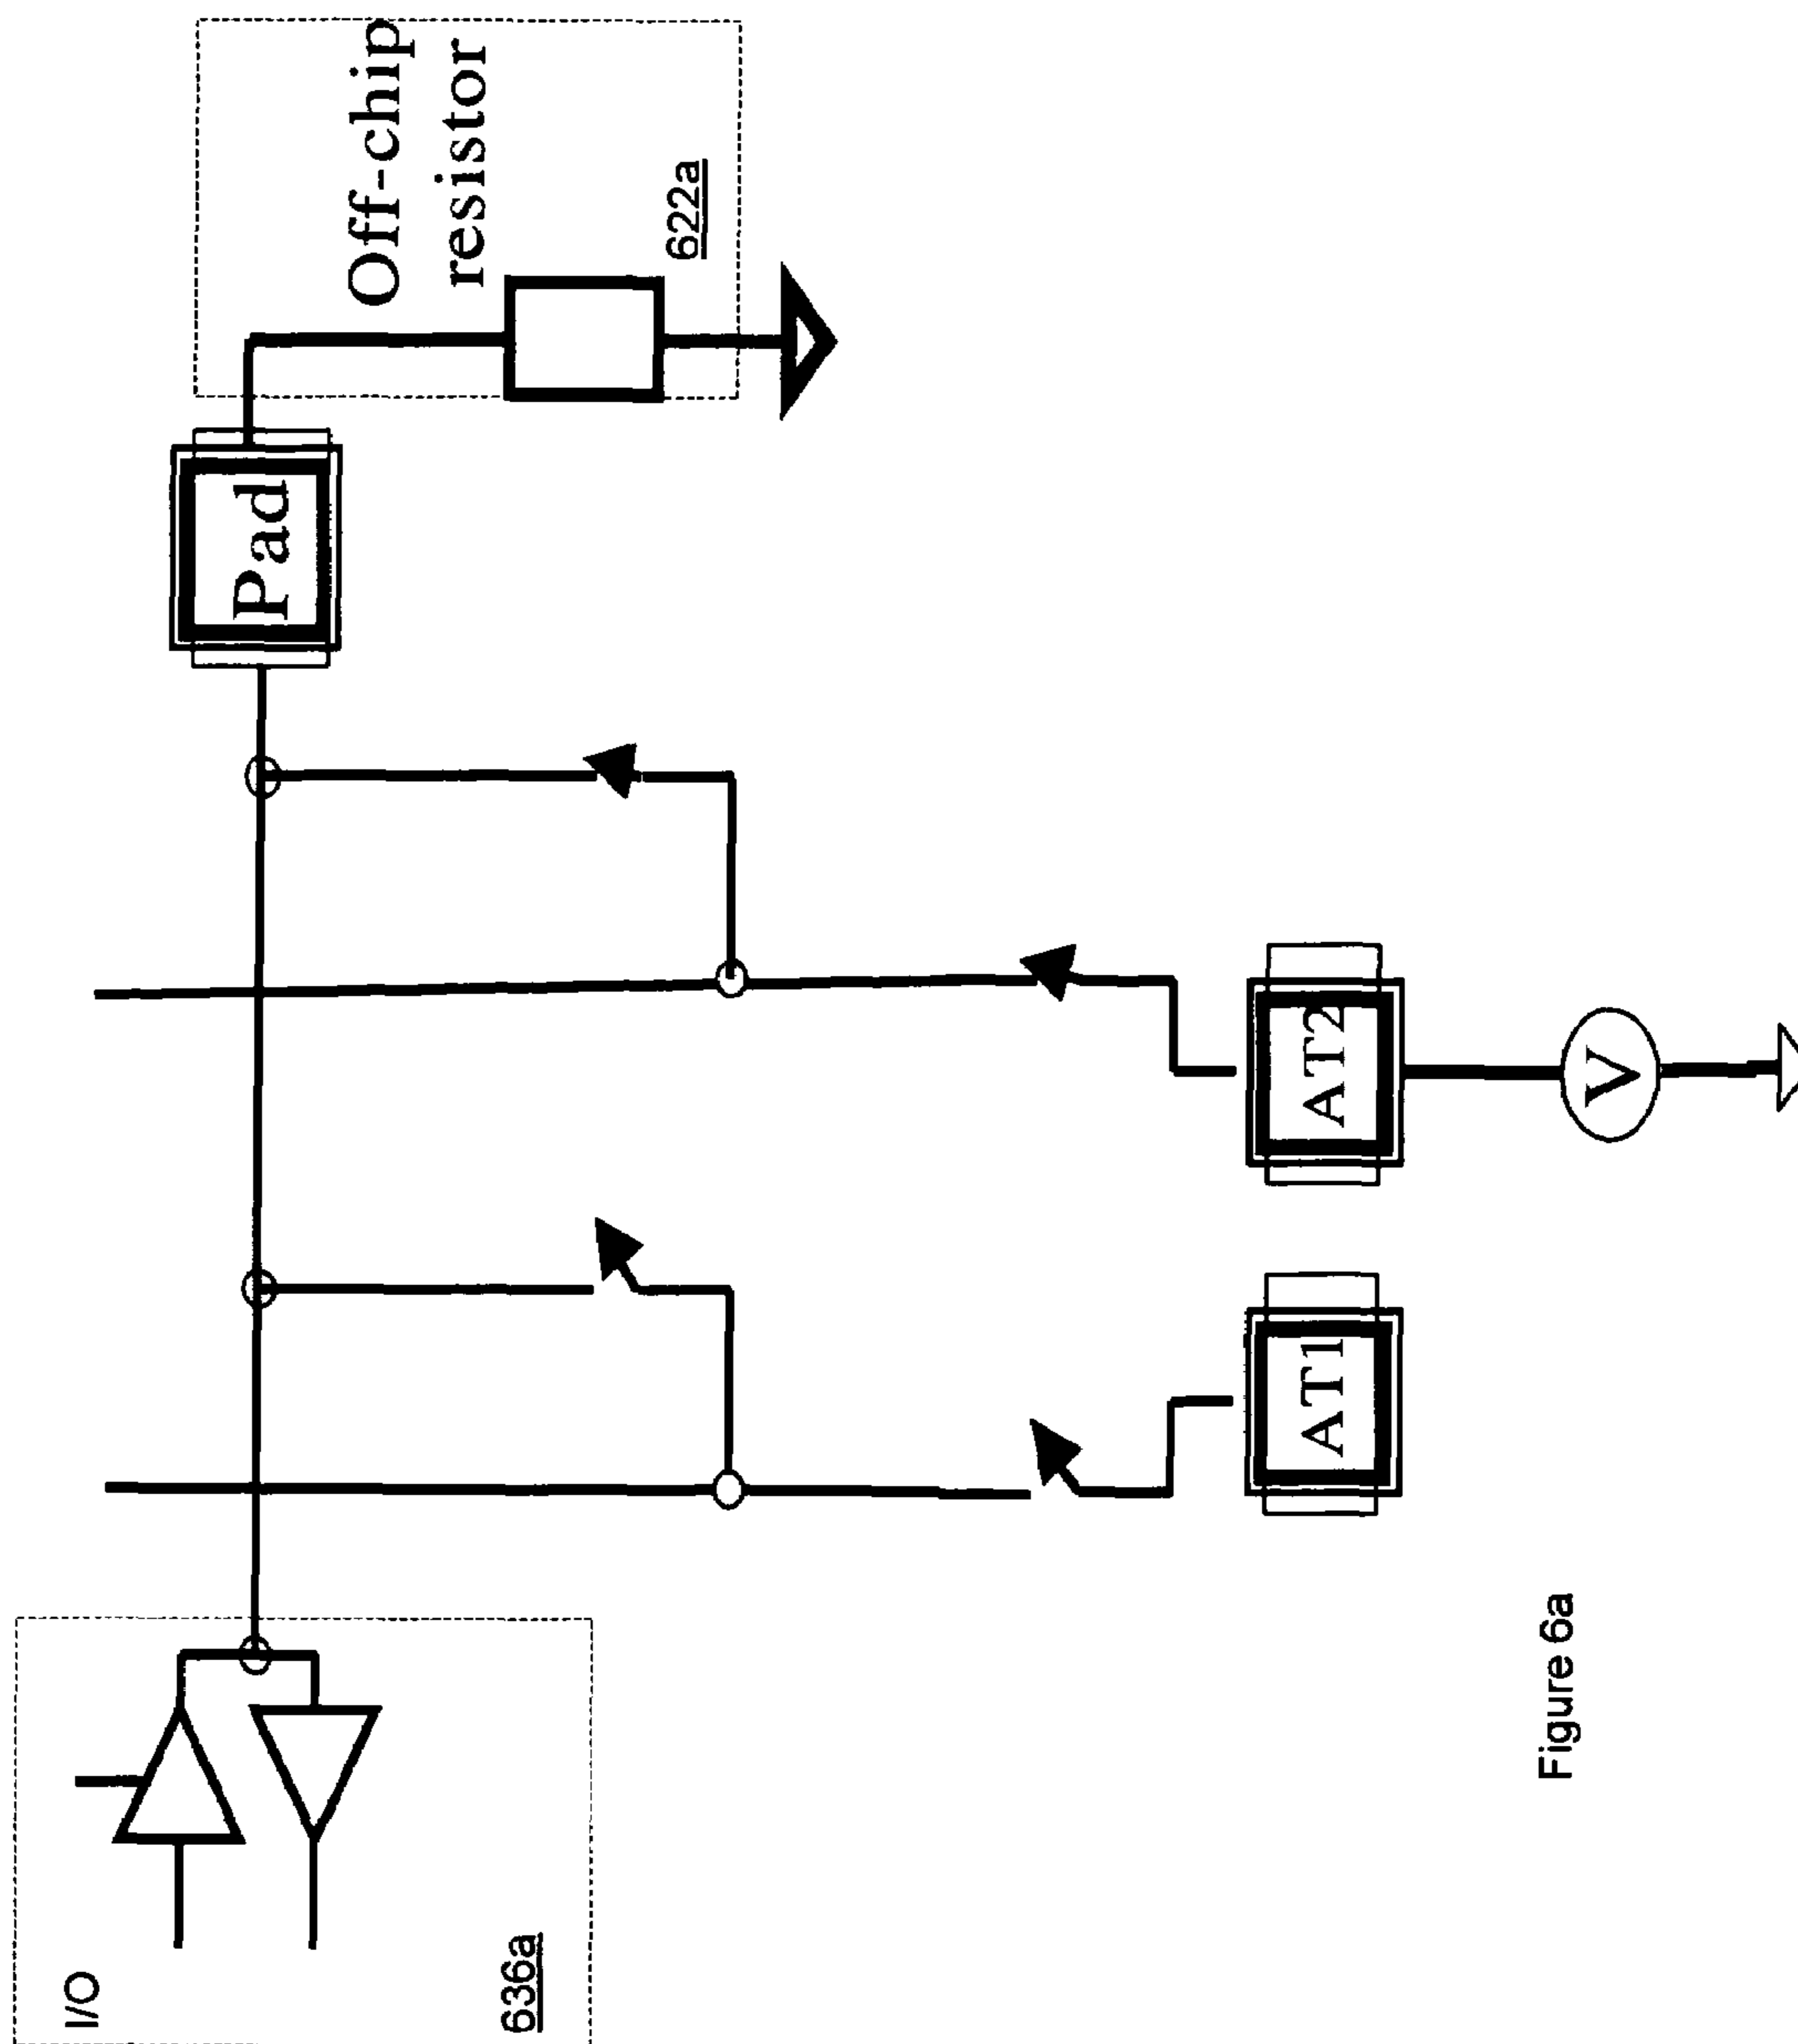 I/O
636a
Pad
Off-chip
resistor
622a
AT1
AT2
V
Figure 6a